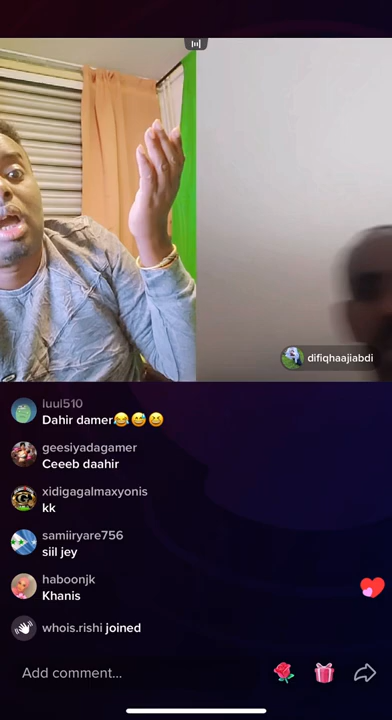 difiqhaajiabdi
luul510
Dahir damer😂😅😆
geesiyadagamer
Ceeeb daahir
xidigagalmaxyonis
kk
samiiryare756
siil jey
haboonjk
Khanis
whois.rishi joined
Add comment...